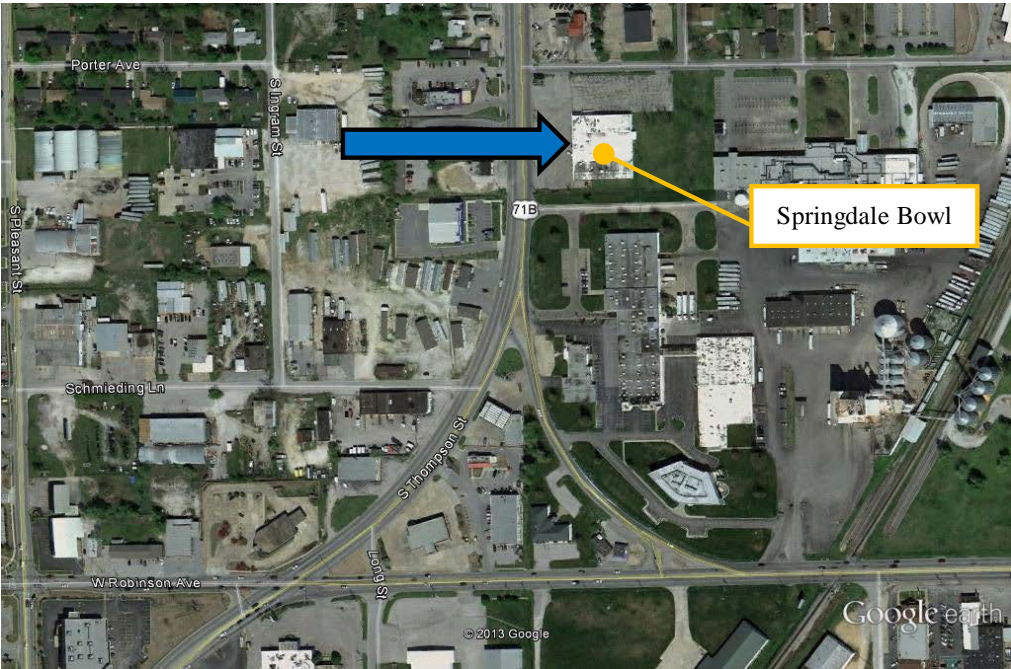 Porter Ave
S Ingram St
S Pleasant St
71B
Springdale Bowl
Schmieding Ln
S Thompson St
Long St
W Robinson Ave
© 2013 Google
Google earth